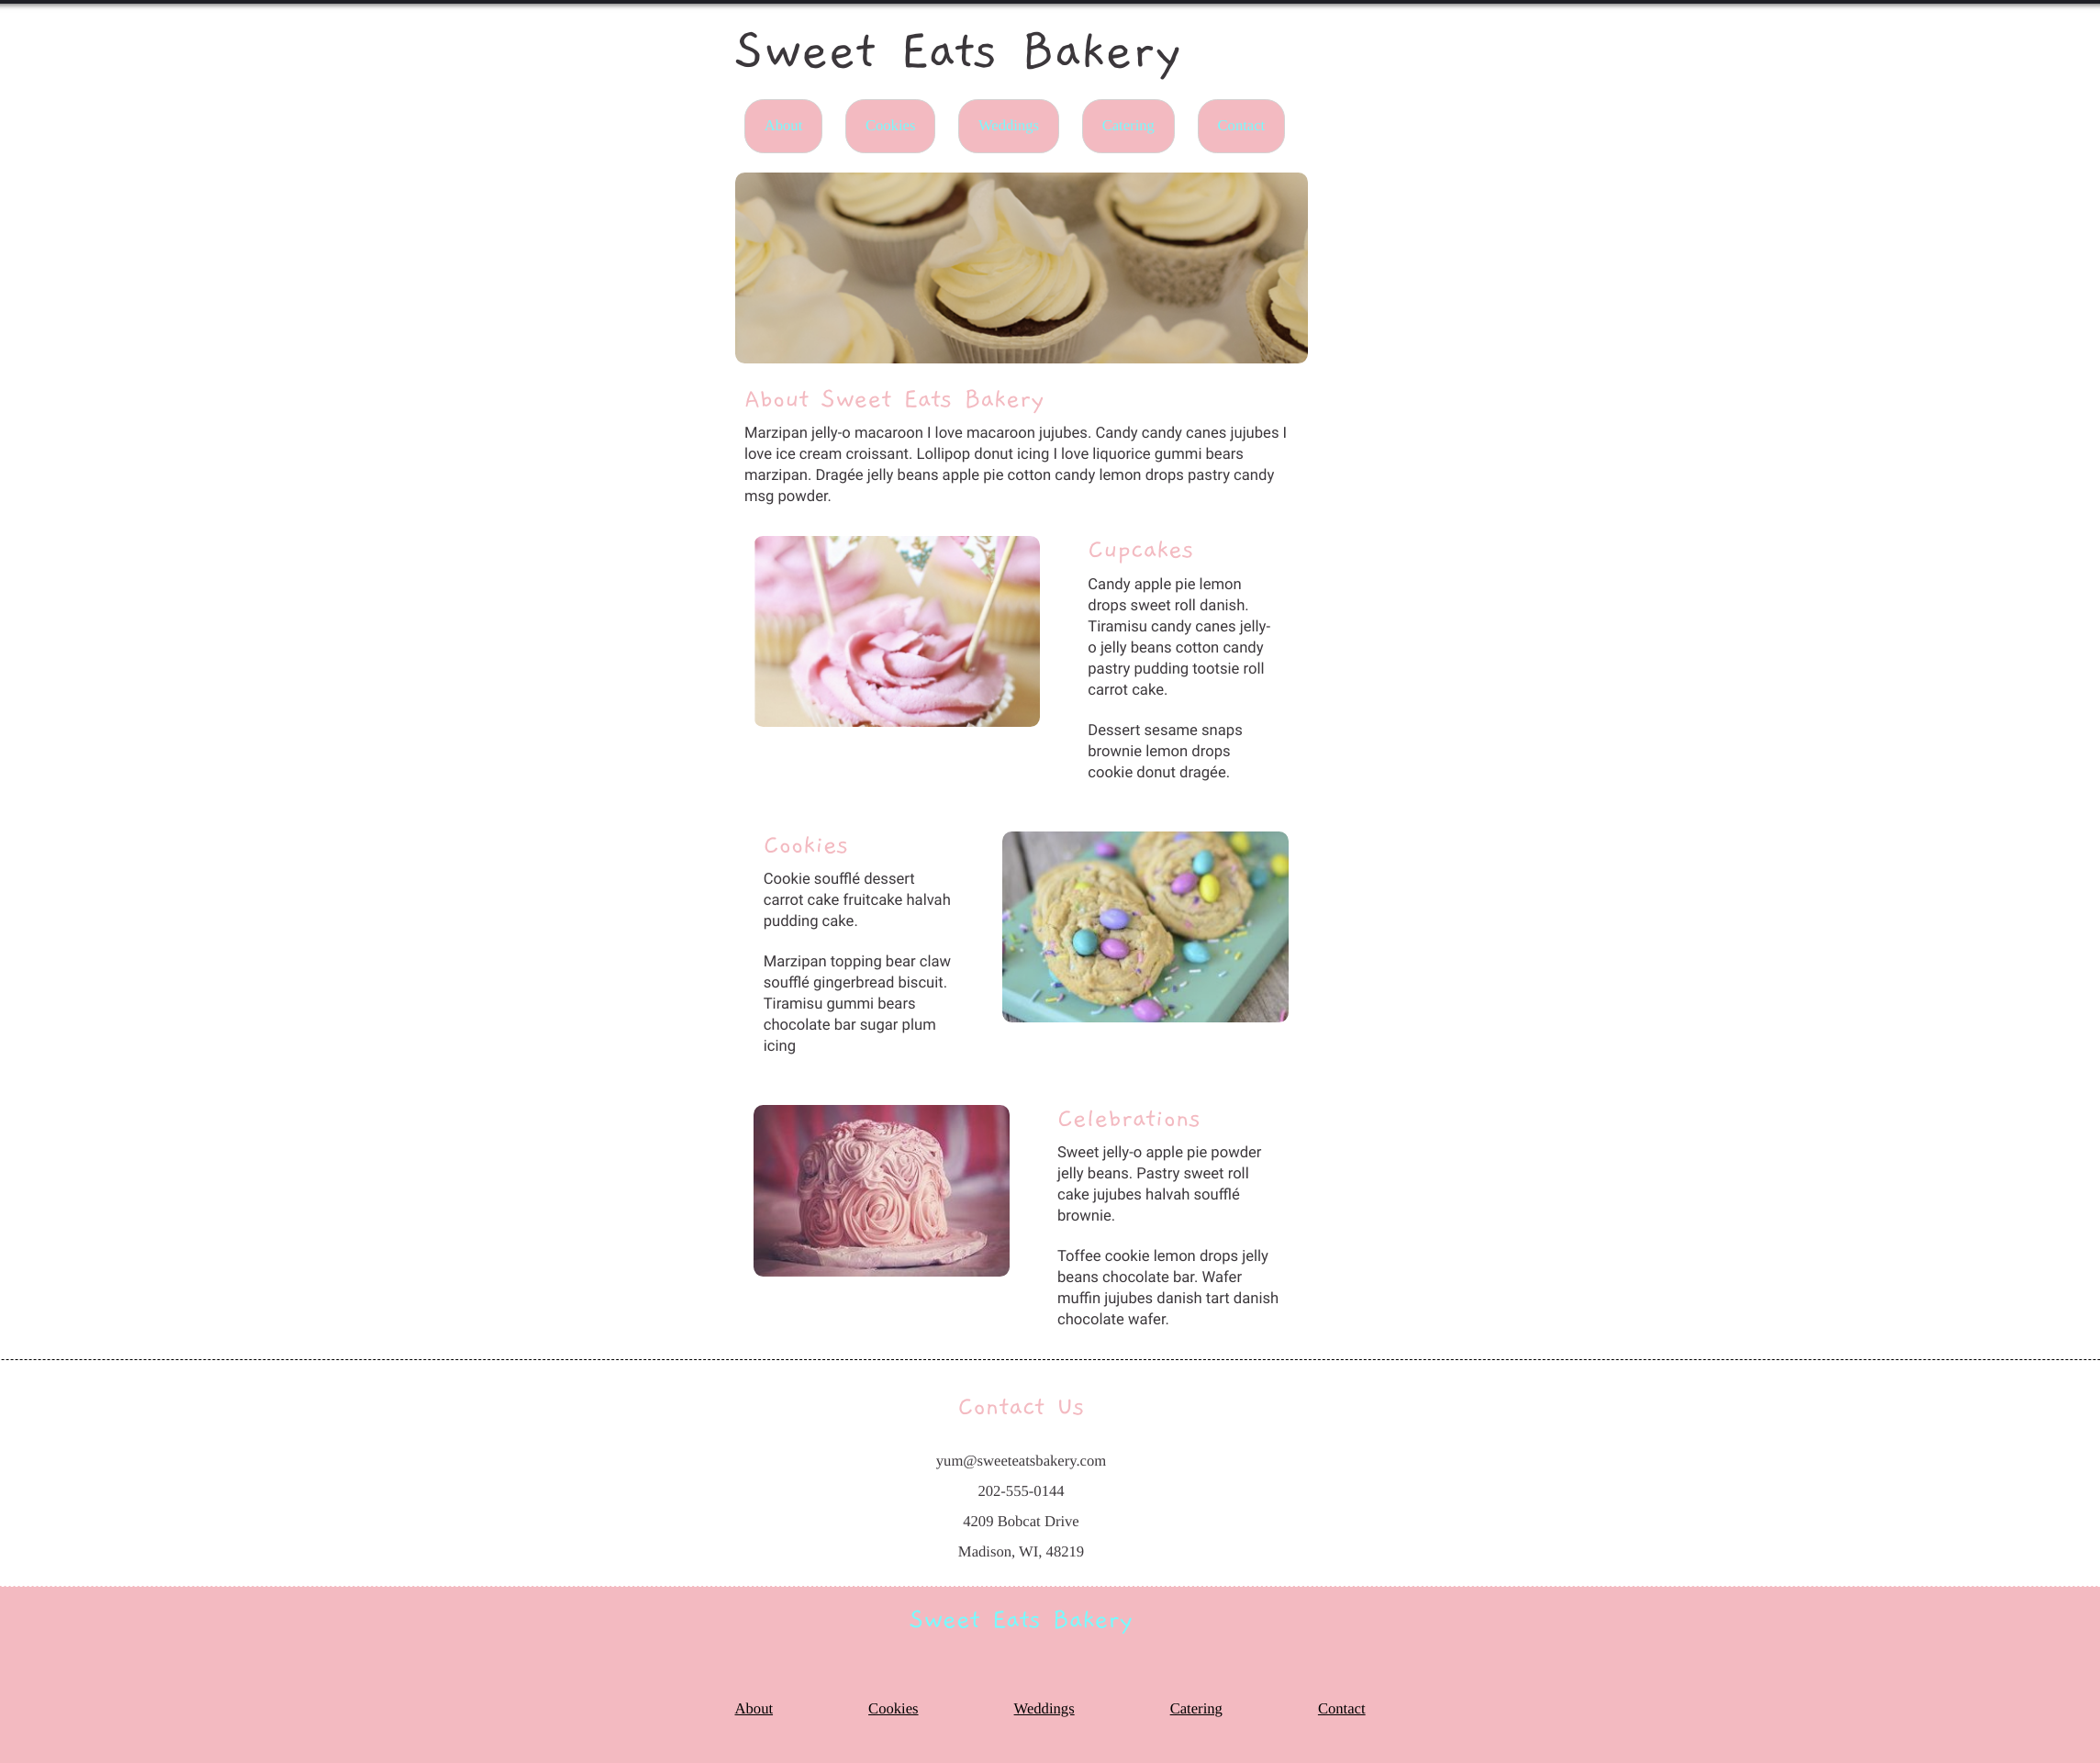 Sweet Eats Bakery
About Cookies Weddings Catering Contact
About Sweet Eats Bakery
Marzipan jelly-o macaroon I love macaroon jujubes. Candy candy canes jujubes I
love ice cream croissant. Lollipop donut icing I love liquorice gummi bears
marzipan. Dragée jelly beans apple pie cotton candy lemon drops pastry candy
msg powder.
Cupcakes
Candy apple pie lemon
drops sweet roll danish.
Tiramisu candy canes jelly-
o jelly beans cotton candy
pastry pudding tootsie roll
carrot cake.
Dessert sesame snaps
brownie lemon drops
cookie donut dragée.
Cookies
Cookie soufflé dessert
carrot cake fruitcake halvah
pudding cake.
Marzipan topping bear claw
soufflé gingerbread biscuit.
Tiramisu gummi bears
chocolate bar sugar plum
icing
Celebrations
Sweet jelly-o apple pie powder
jelly beans. Pastry sweet roll
cake jujubes halvah soufflé
brownie.
Toffee cookie lemon drops jelly
beans chocolate bar. Wafer
muffin jujubes danish tart danish
chocolate wafer.
Contact Us
yum@sweeteatsbakery.com
202-555-0144
4209 Bobcat Drive
Madison, WI, 48219
Sweet Eats Bakery
About Cookies Weddings Catering Contact